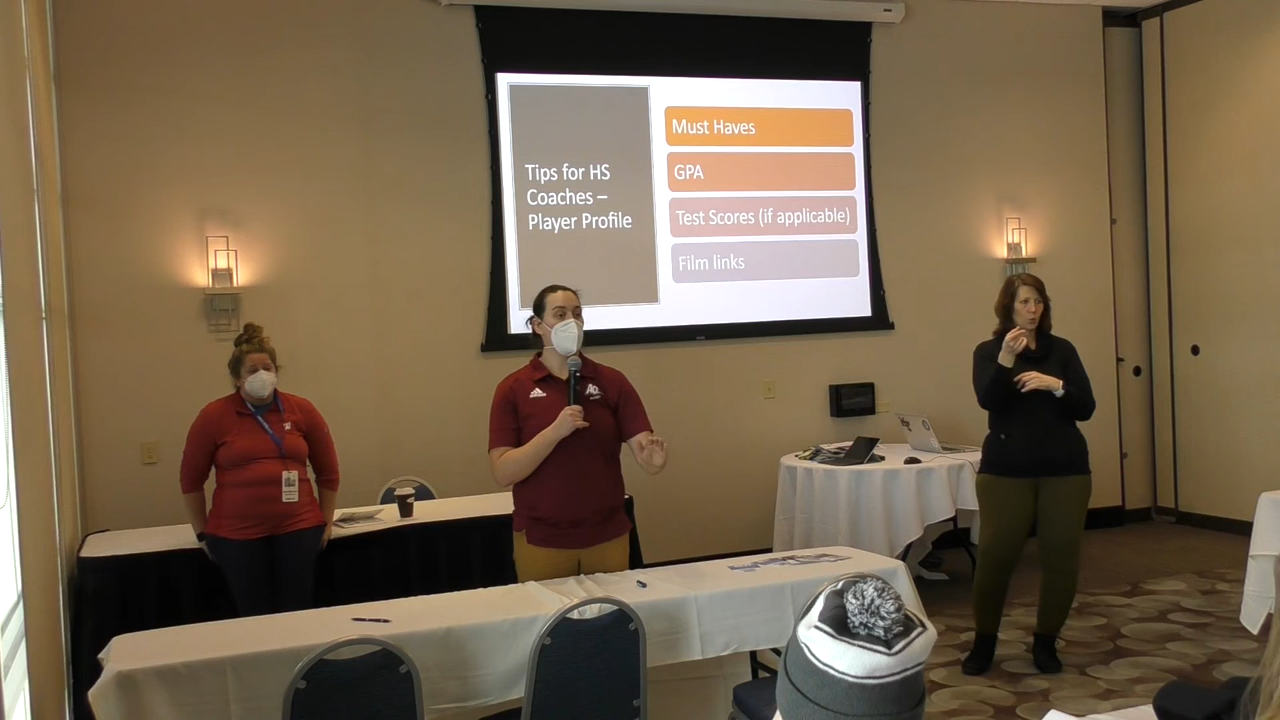 Tips for HS
Coaches –
Player Profile
Must Haves
GPA
Test Scores (if applicable)
Film links